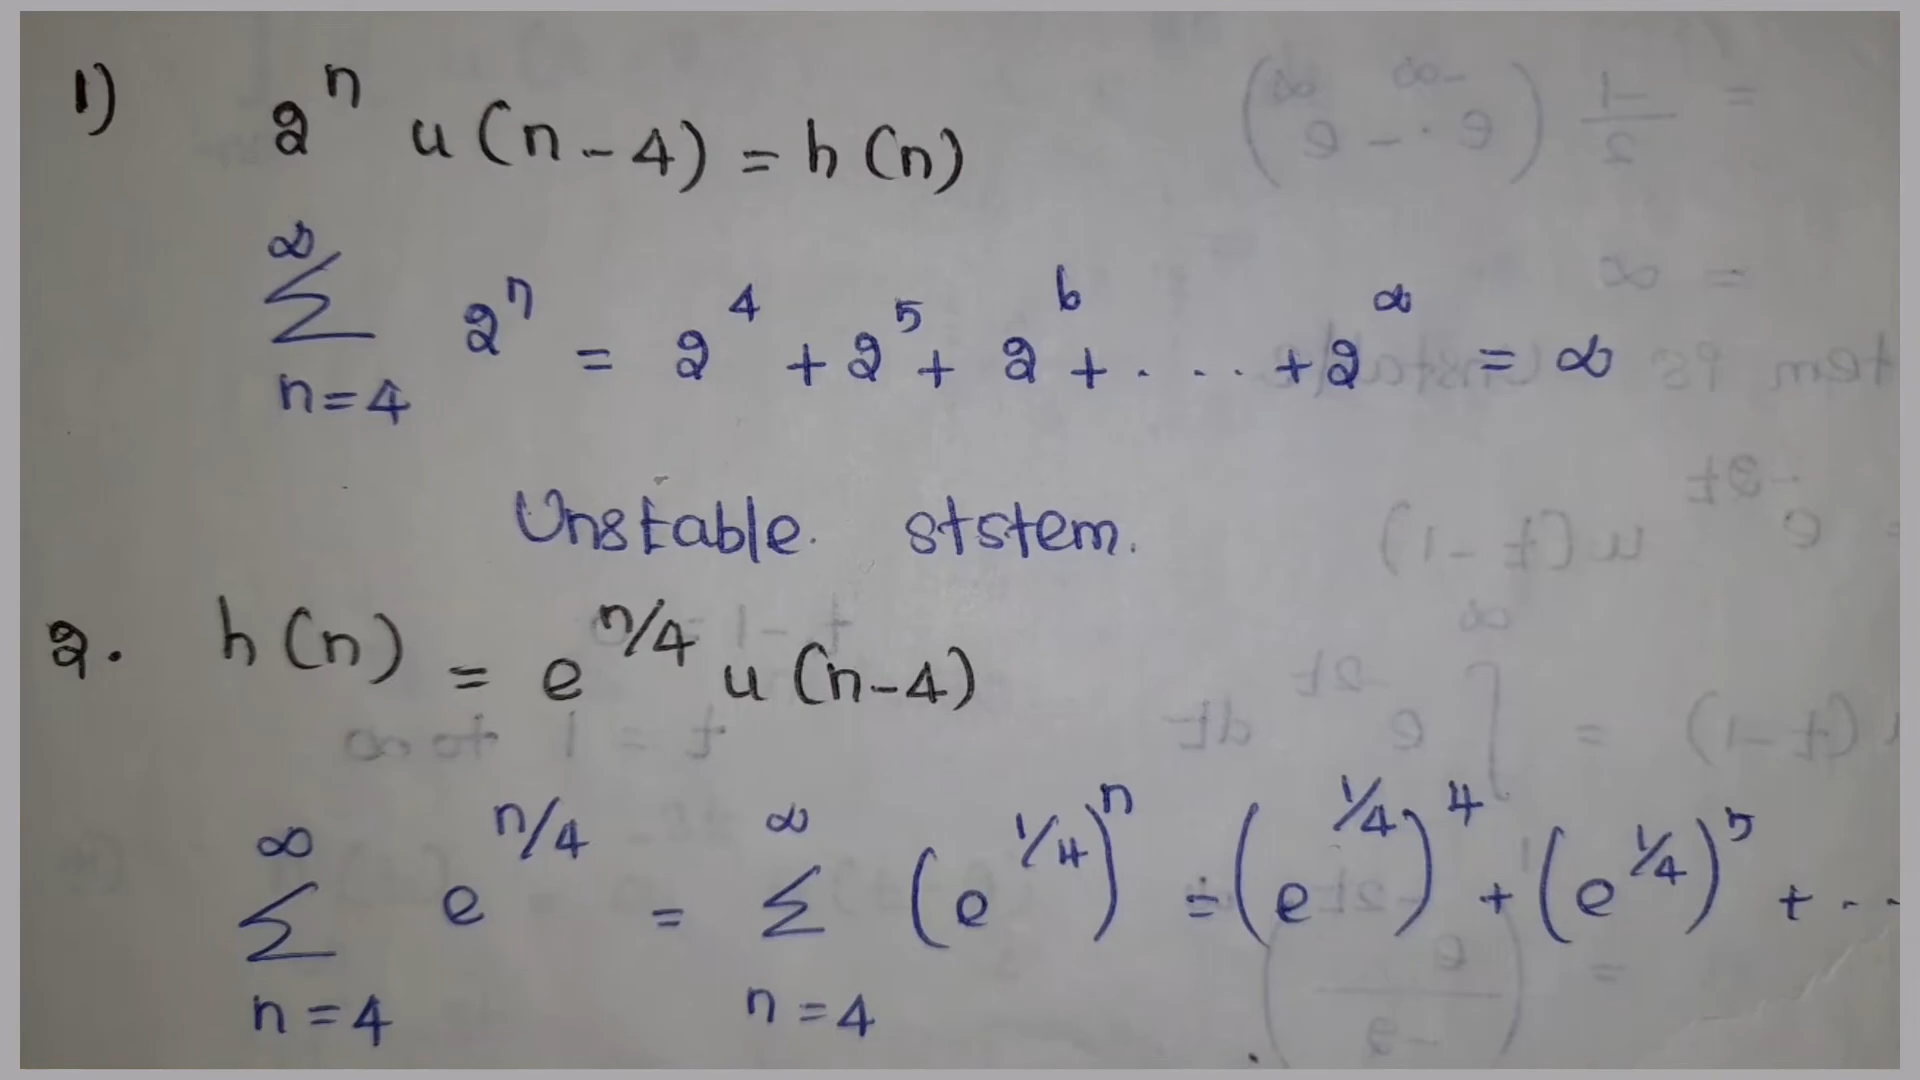 1) 2^n u(n-4) = h(n)
∞
Σ 2^n = 2^4 + 2^5 + 2^6 + . . . . + 2^∞ = ∞
n=4
Unstable. ststem.
2. h(n) = e^n/4 u(n-4)
∞ ∞
Σ e^n/4 = Σ (e^1/4)^n = (e^1/4)^4 + (e^1/4)^5 + . . .
n=4 n=4